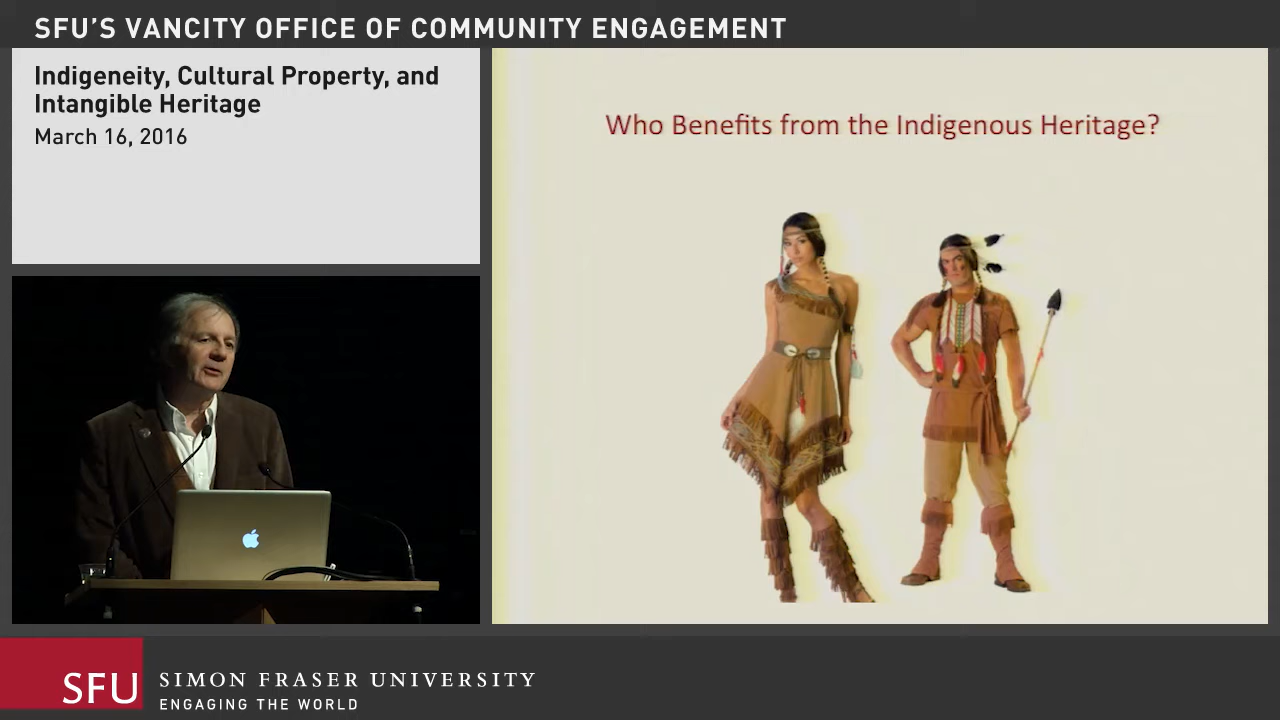 SFU'S VANCITY OFFICE OF COMMUNITY ENGAGEMENT
Indigeneity, Cultural Property, and
Intangible Heritage
March 16, 2016
Who Benefits from the Indigenous Heritage?
SFU
SIMON FRASER UNIVERSITY
ENGAGING THE WORLD